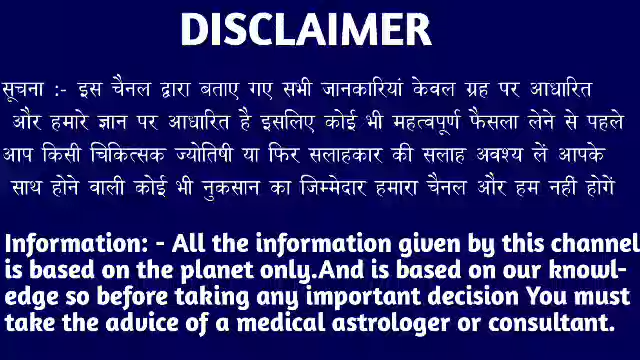 DISCLAIMER
सूचना :- इस चैनल द्वारा बताए गए सभी जानकारियां केवल ग्रह पर आधारित
और हमारे ज्ञान पर आधारित है इसलिए कोई भी महत्वपूर्ण फैसला लेने से पहले
आप किसी चिकित्सक ज्योतिषी या फिर सलाहकार की सलाह अवश्य लें आपके
साथ होने वाली कोई भी नुकसान का जिम्मेदार हमारा चैनल और हम नहीं होगें
Information: - All the information given by this channel
is based on the planet only.And is based on our knowl-
edge so before taking any important decision You must
take the advice of a medical astrologer or consultant.